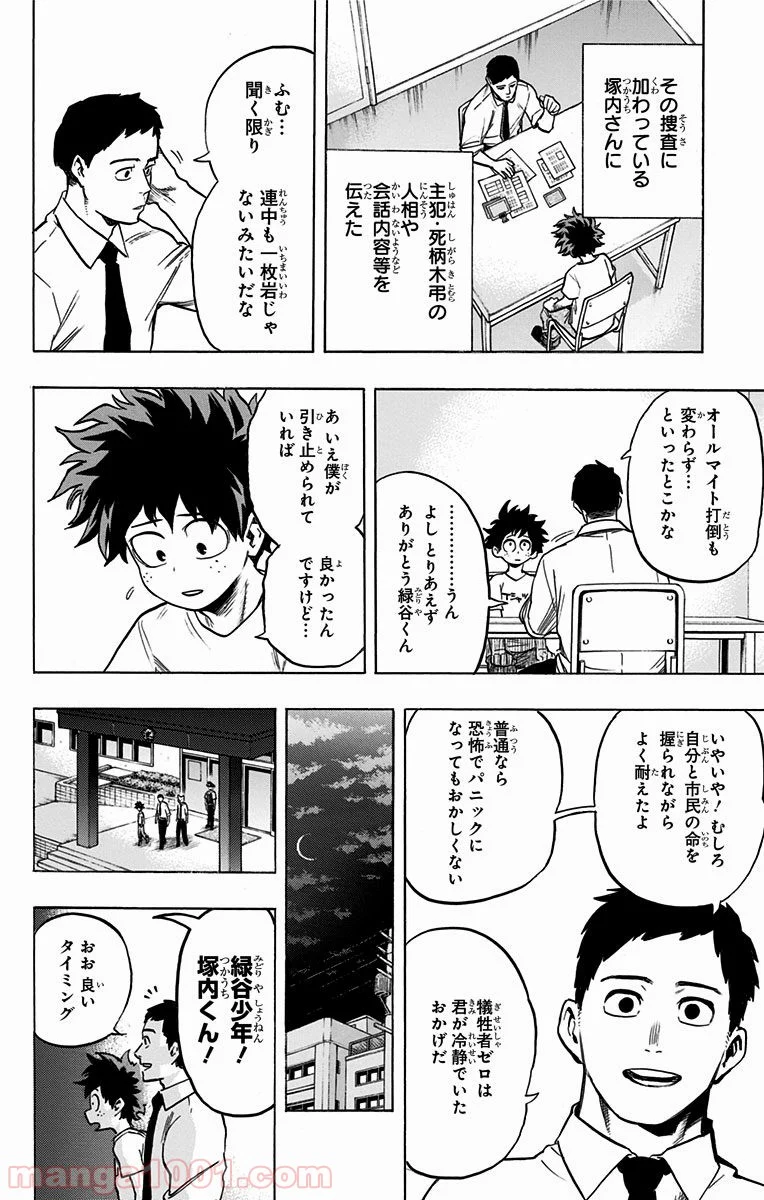 その捜査に
加わっている
塚内さんに
主犯・死柄木弔の
人相や
会話内容等を
伝えた
ふむ…
聞く限り
連中も一枚岩じゃ
ないみたいだな
オールマイト打倒も
変わらず…
といったとこかな
…………うん
よし とりあえず
ありがとう緑谷くん
あいえ僕が
引き止められて
いれば
良かったん
ですけど…
いやいや！むしろ
自分と市民の命を
握られながら
よく耐えたよ
普通なら
恐怖でパニックに
なってもおかしくない
犠牲者ゼロは
君が冷静でいた
おかげだ
緑谷少年！
塚内くん！
おお 良い
タイミング
manga1001.com